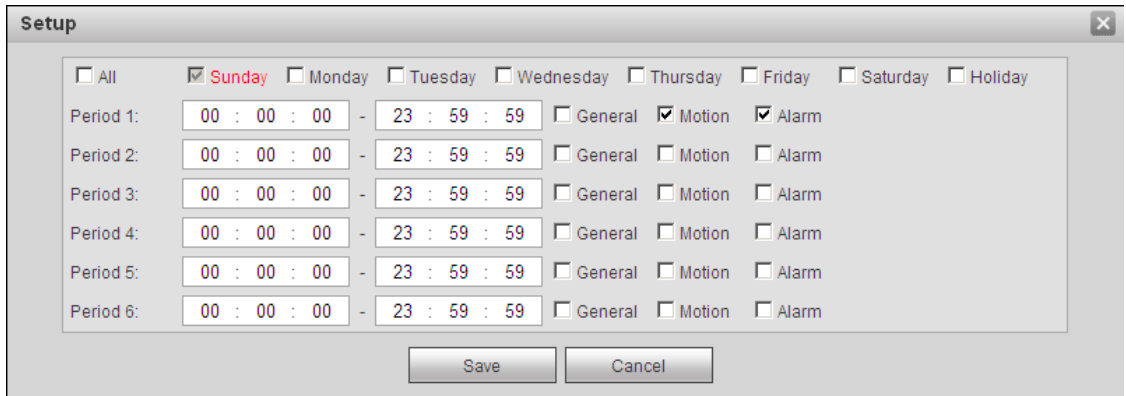 Setup
All Sunday Monday Tuesday Wednesday Thursday Friday Saturday Holiday
Period 1: 00 : 00 : 00 - 23 : 59 : 59 General Motion Alarm
Period 2: 00 : 00 : 00 - 23 : 59 : 59 General Motion Alarm
Period 3: 00 : 00 : 00 - 23 : 59 : 59 General Motion Alarm
Period 4: 00 : 00 : 00 - 23 : 59 : 59 General Motion Alarm
Period 5: 00 : 00 : 00 - 23 : 59 : 59 General Motion Alarm
Period 6: 00 : 00 : 00 - 23 : 59 : 59 General Motion Alarm
Save Cancel